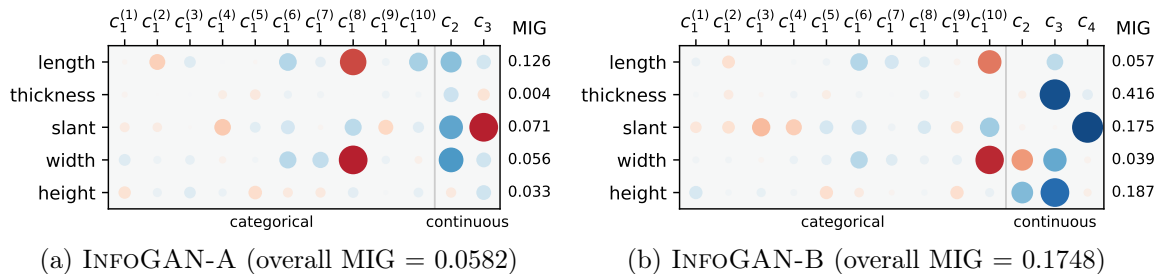 c₁⁽¹⁾ c₁⁽²⁾ c₁⁽³⁾ c₁⁽⁴⁾ c₁⁽⁵⁾ c₁⁽⁶⁾ c₁⁽⁷⁾ c₁⁽⁸⁾ c₁⁽⁹⁾ c₁⁽¹⁰⁾ c₂ c₃ MIG
length 0.126
thickness 0.004
slant 0.071
width 0.056
height 0.033
categorical continuous
(a) INFOGAN-A (overall MIG = 0.0582)
c₁⁽¹⁾ c₁⁽²⁾ c₁⁽³⁾ c₁⁽⁴⁾ c₁⁽⁵⁾ c₁⁽⁶⁾ c₁⁽⁷⁾ c₁⁽⁸⁾ c₁⁽⁹⁾ c₁⁽¹⁰⁾ c₂ c₃ c₄ MIG
length 0.057
thickness 0.416
slant 0.175
width 0.039
height 0.187
categorical continuous
(b) INFOGAN-B (overall MIG = 0.1748)